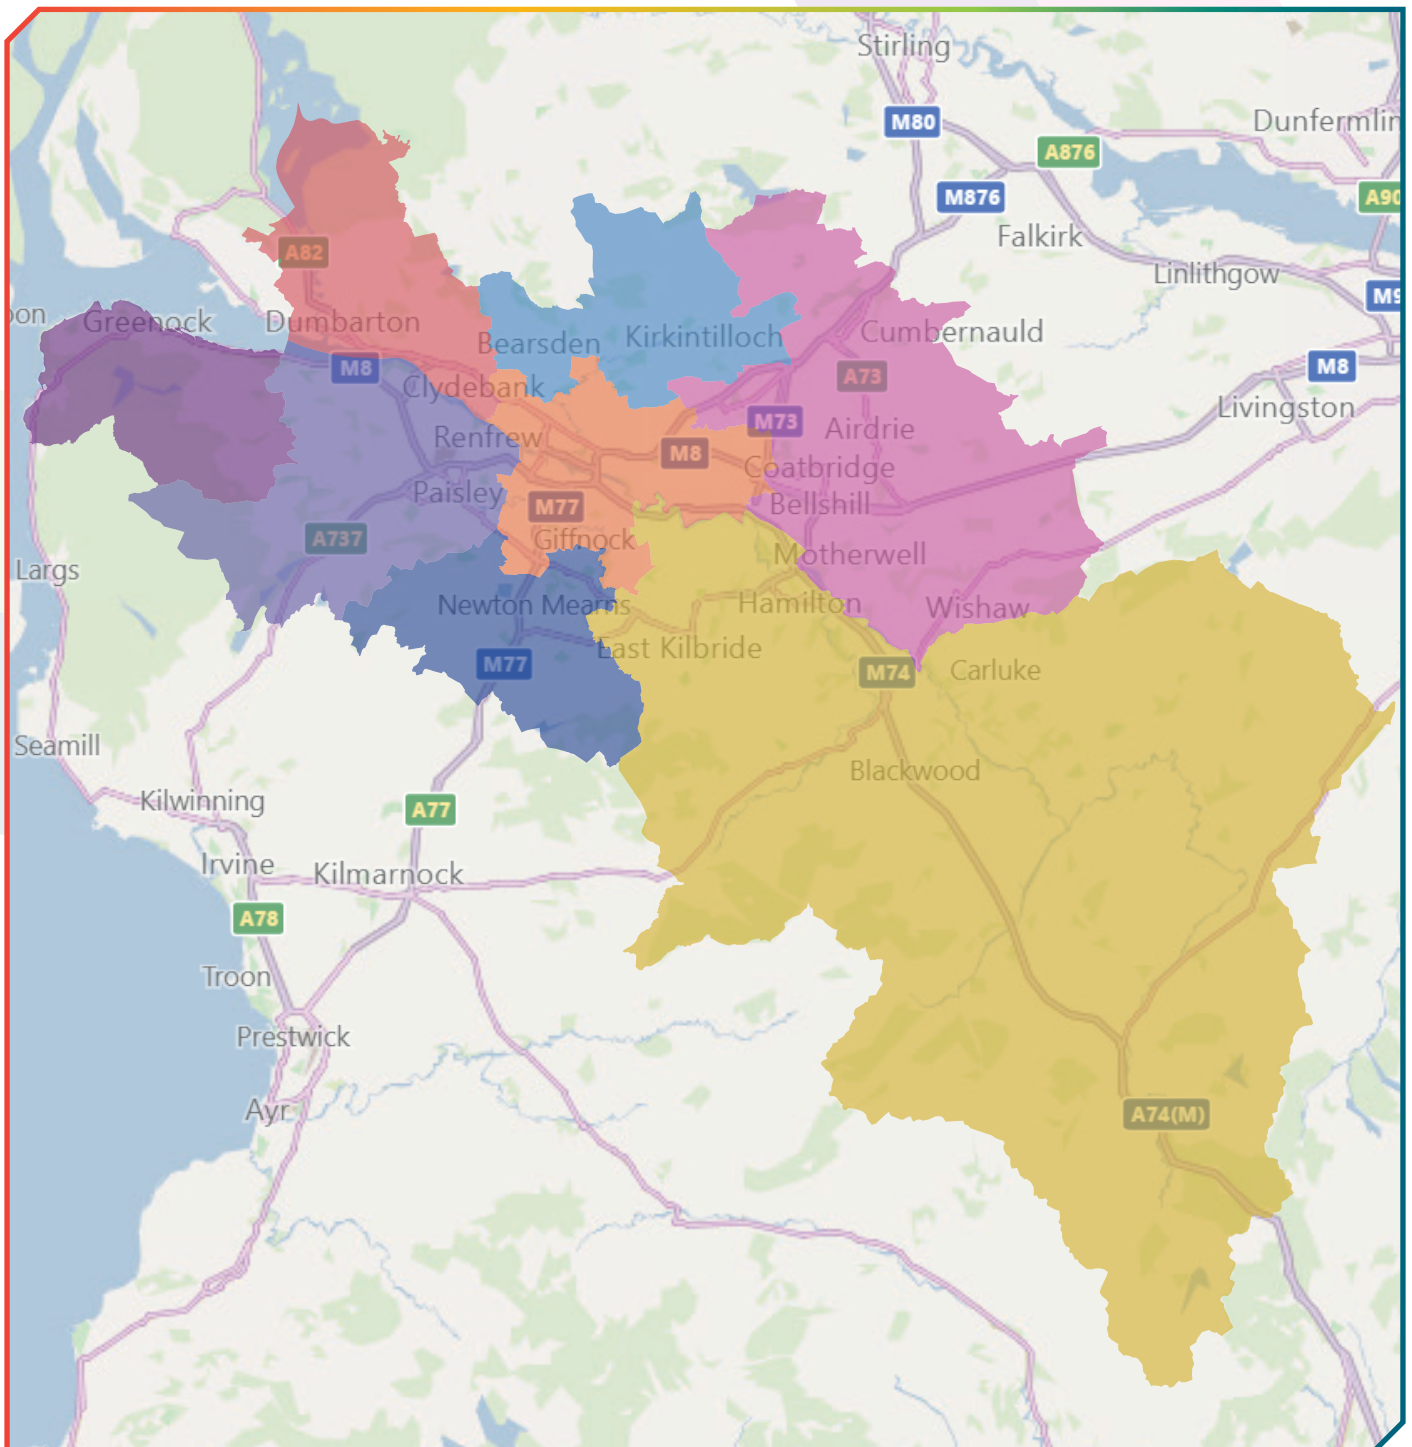 Stirling
M80
Dunfermlin
A876
M876
A90
Falkirk
A82
Linlithgow
M9
oon
Greenock
Dumbarton
Bearsden
Kirkintilloch
Cumbernauld
M8
M8
Clydebank
A73
Livingston
M73
Renfrew
Airdrie
M8
Coatbridge
Paisley
M77
Bellshill
A737
Giffnock
Motherwell
Largs
Newton Mearns
Hamilton
Wishaw
East Kilbride
M77
M74
Carluke
Seamill
Blackwood
Kilwinning
A77
Irvine
Kilmarnock
A78
Troon
Prestwick
Ayr
A74(M)